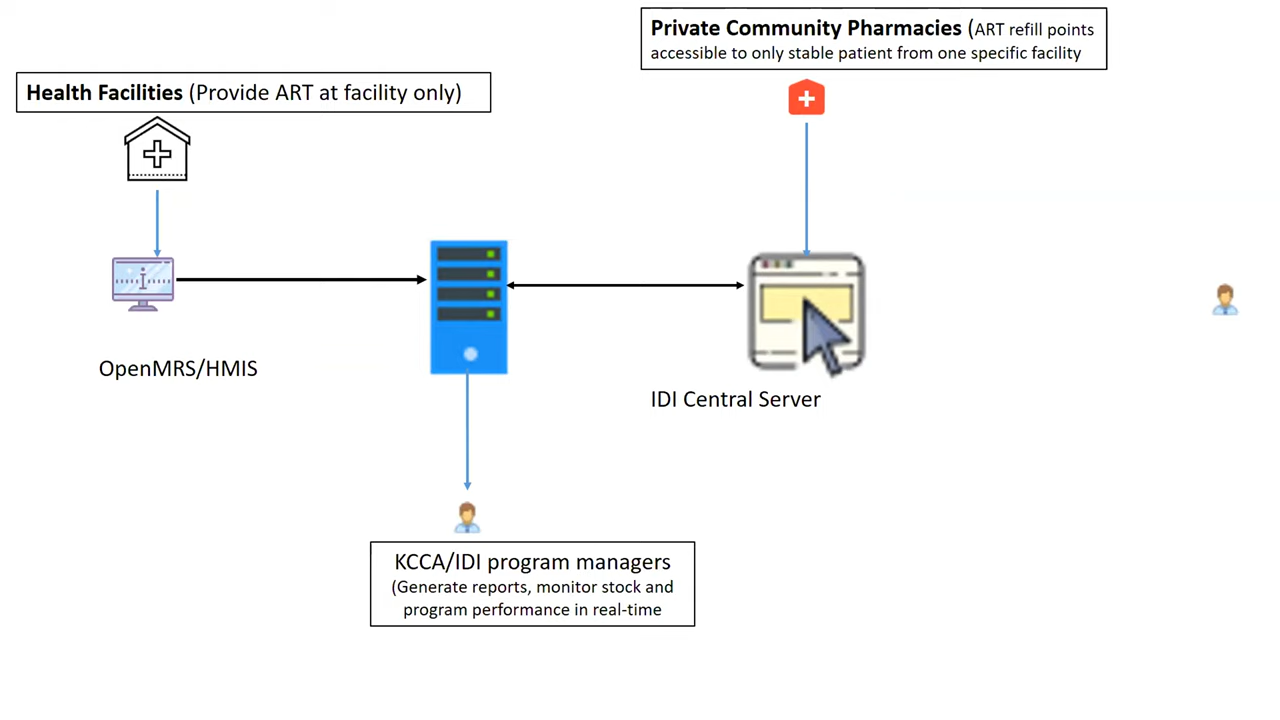 Private Community Pharmacies (ART refill points
accessible to only stable patient from one specific facility
Health Facilities (Provide ART at facility only)
OpenMRS/HMIS
IDI Central Server
KCCA/IDI program managers
(Generate reports, monitor stock and
program performance in real-time